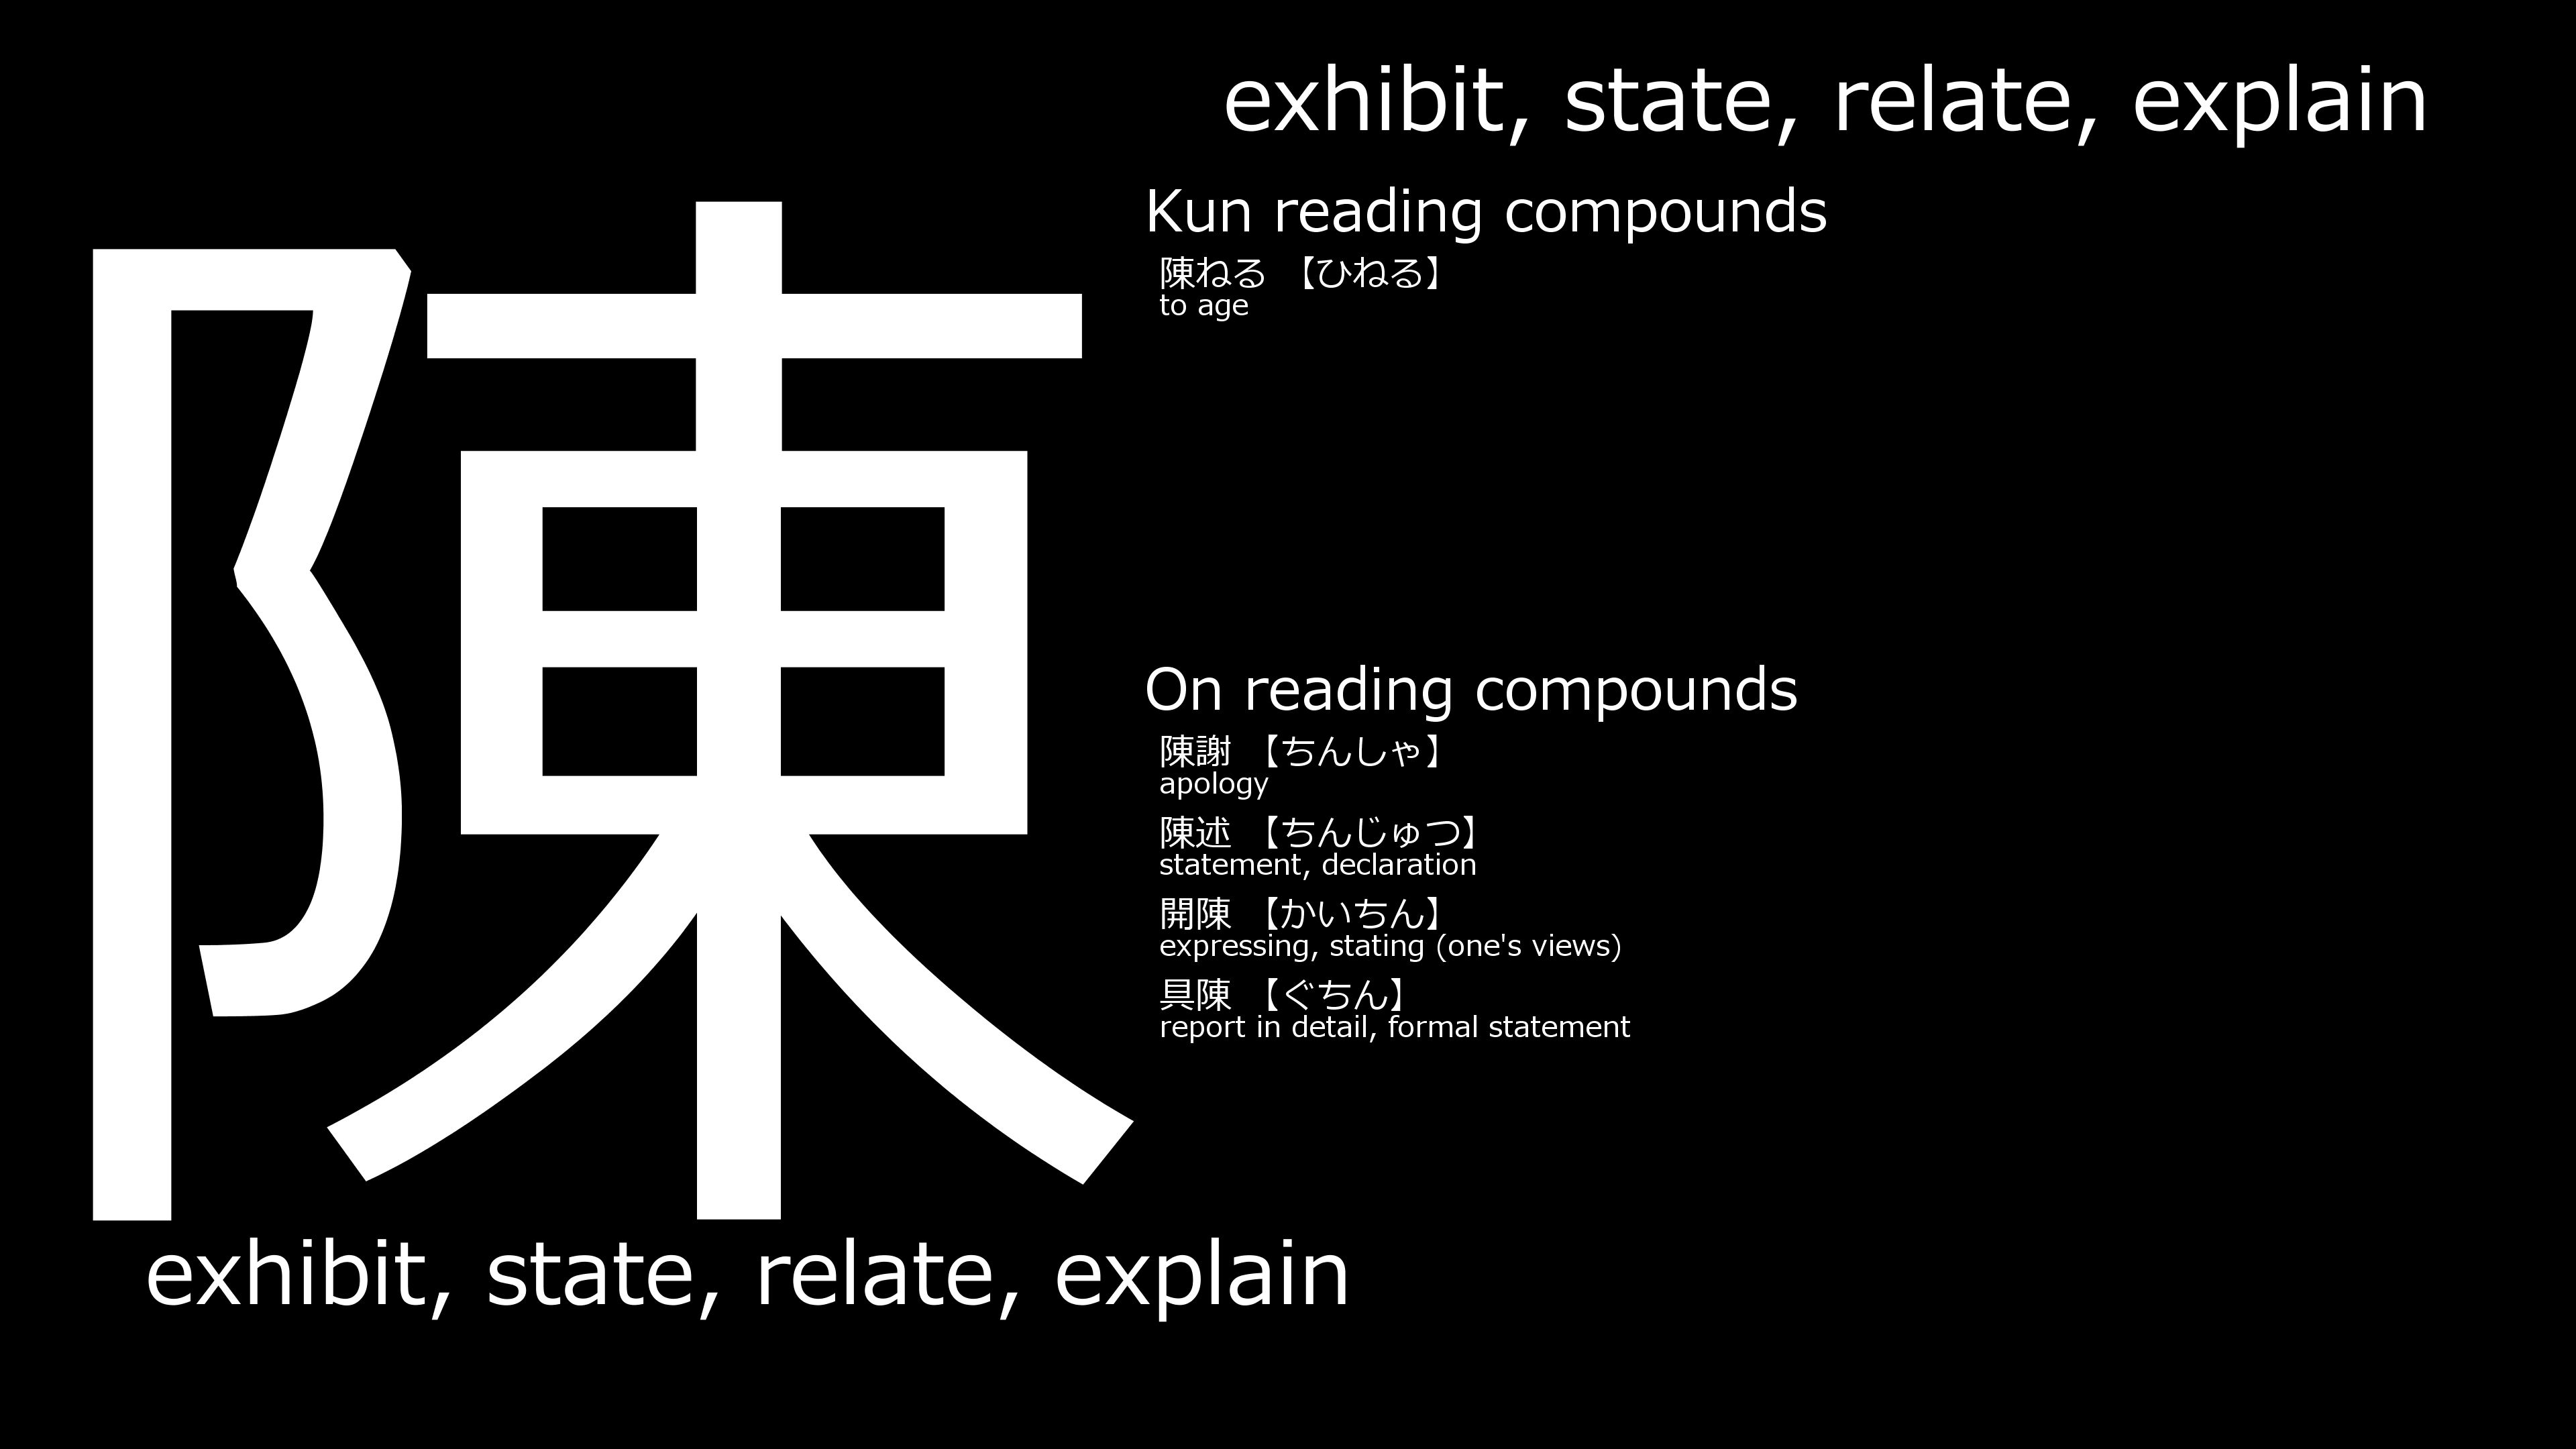 exhibit, state, relate, explain
陳
Kun reading compounds
陳ねる 【ひねる】
to age
On reading compounds
陳謝 【ちんしゃ】
apology
陳述 【ちんじゅつ】
statement, declaration
開陳 【かいちん】
expressing, stating (one's views)
具陳 【ぐちん】
report in detail, formal statement
exhibit, state, relate, explain